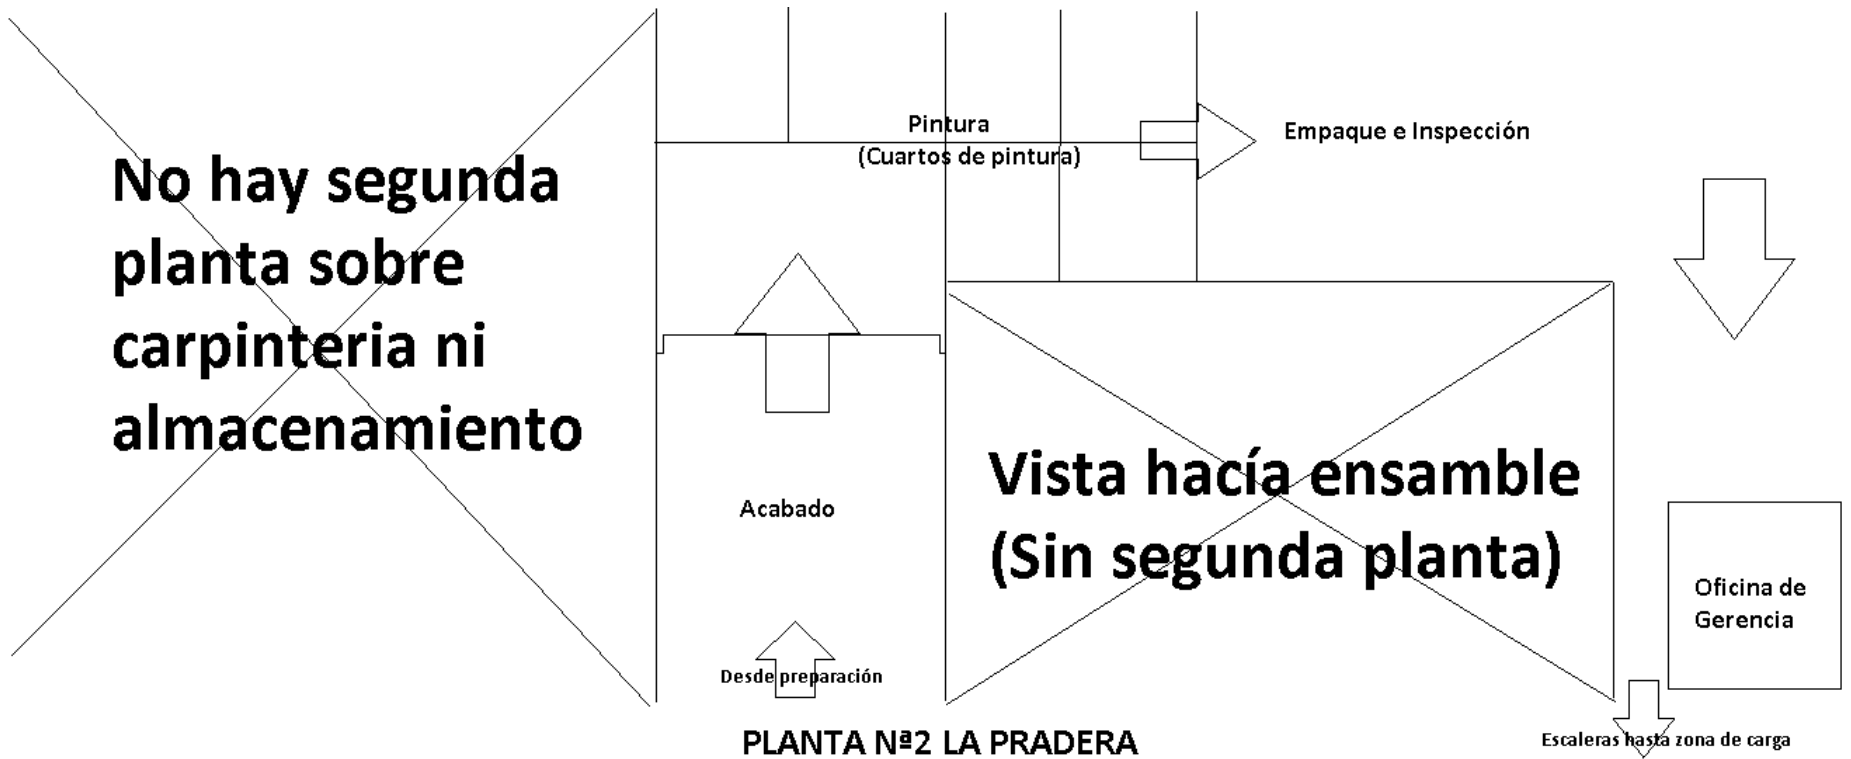 No hay segunda
planta sobre
carpinteria ni
almacenamiento
Pintura
(Cuartos de pintura)
Empaque e Inspección
Acabado
Desde preparación
Vista hacía ensamble
(Sin segunda planta)
Oficina de
Gerencia
Escaleras hasta zona de carga
PLANTA Nª2 LA PRADERA